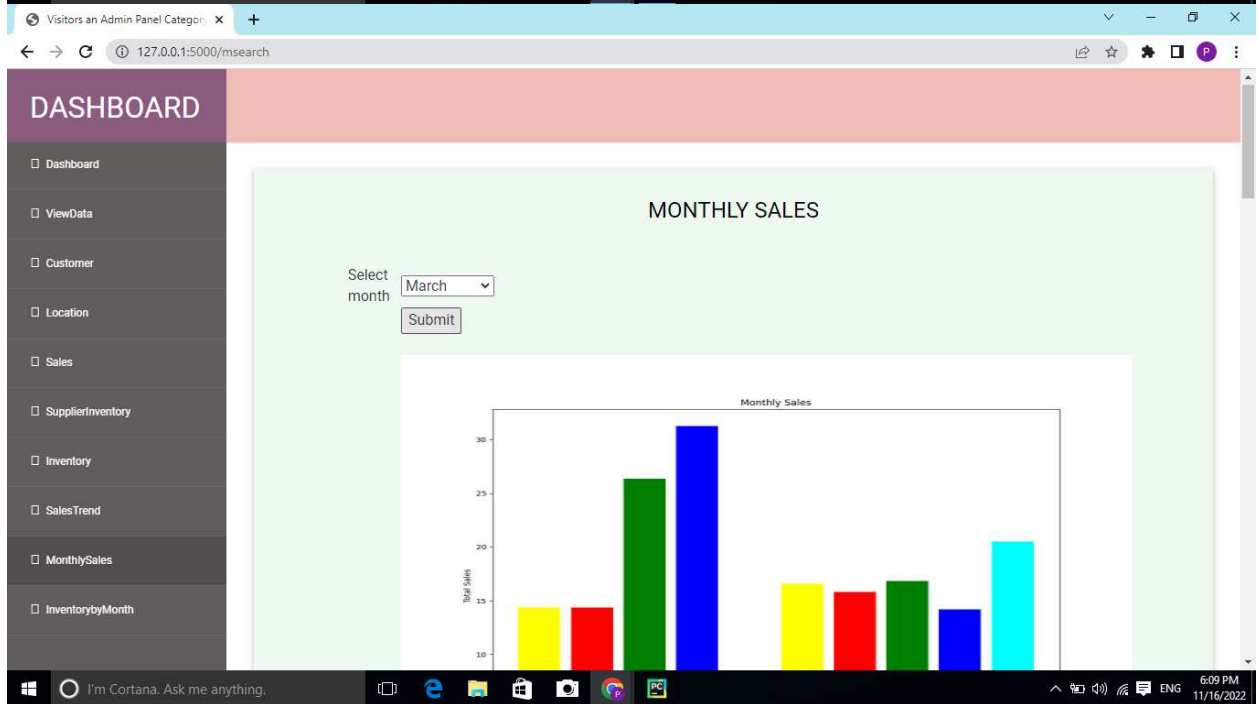 Visitors an Admin Panel Categor
127.0.0.1:5000/msearch
P
DASHBOARD
Dashboard
ViewData
Customer
Location
Sales
SupplierInventory
Inventory
SalesTrend
MonthlySales
InventorybyMonth
MONTHLY SALES
Select
month
March
Submit
Monthly Sales
30
25
20
15
10
Total Sales
I'm Cortana. Ask me anything.
PC
ENG
6:09 PM
11/16/2022